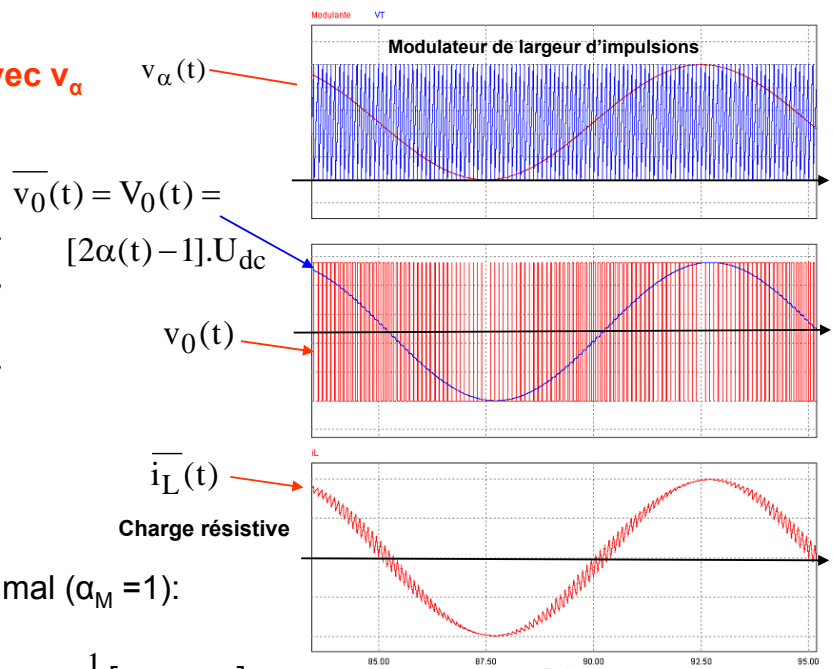 Modulante VT
Modulateur de largeur d'impulsions
vec vα
vα(t)
v0(t) = V0(t) =
[2α(t) −1].Udc
v0(t)
iL
iL(t)
Charge résistive
mal (αM =1):
1
85.00 87.50 90.00 92.50 95.00